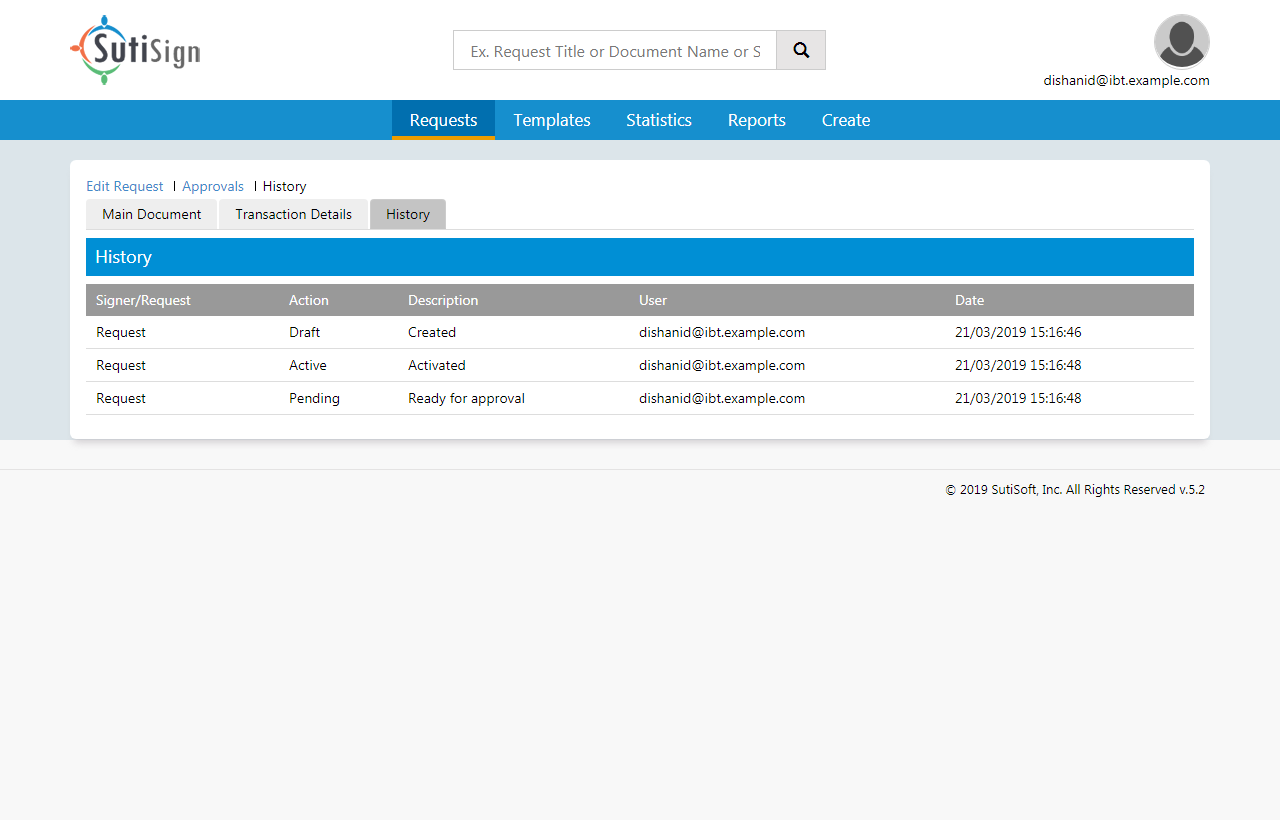 SutiSign
Ex. Request Title or Document Name or S
dishanid@ibt.example.com
Requests Templates Statistics Reports Create
Edit Request | Approvals | History
Main Document Transaction Details History
History
Signer/Request Action Description User Date
Request Draft Created dishanid@ibt.example.com 21/03/2019 15:16:46
Request Active Activated dishanid@ibt.example.com 21/03/2019 15:16:48
Request Pending Ready for approval dishanid@ibt.example.com 21/03/2019 15:16:48
© 2019 SutiSoft, Inc. All Rights Reserved v.5.2